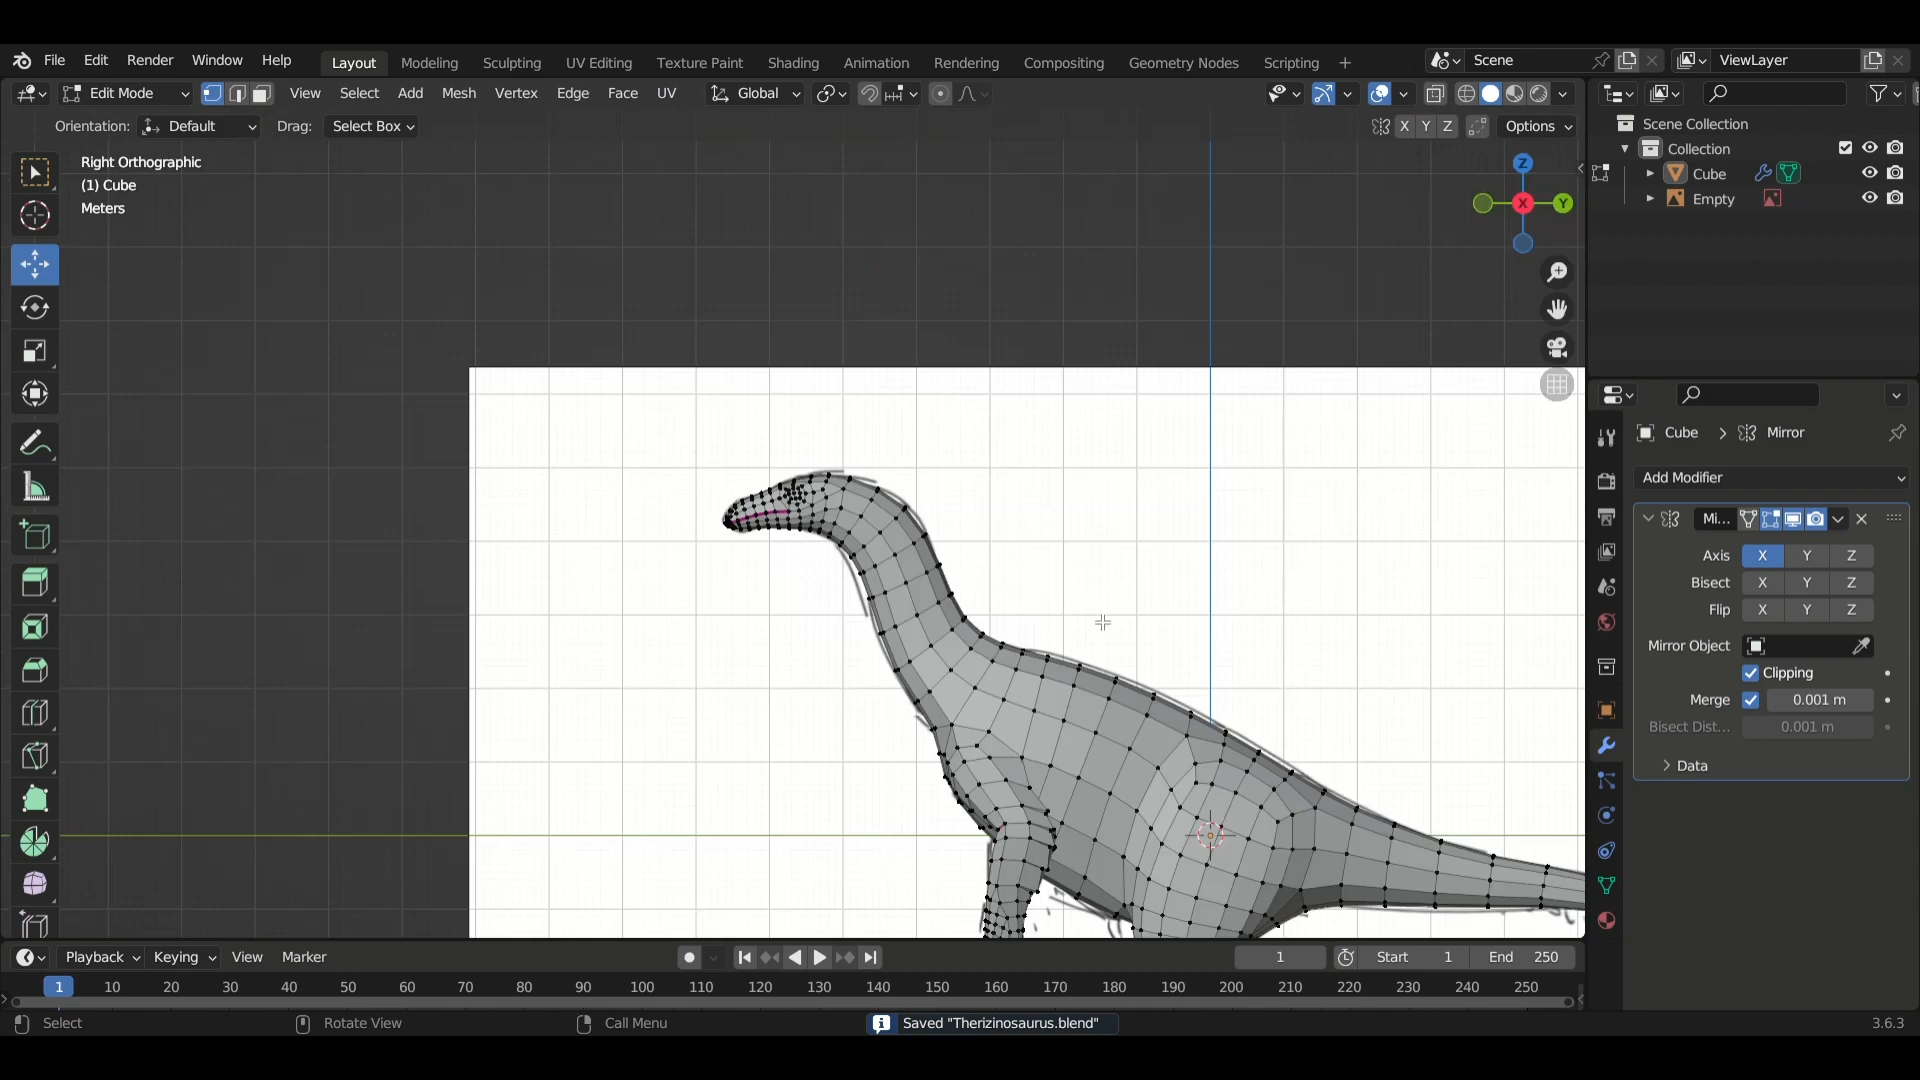 File Edit Render Window Help Layout Modeling Sculpting UV Editing Texture Paint Shading Animation Rendering Compositing Geometry Nodes Scripting + Scene ViewLayer
Edit Mode View Select Add Mesh Vertex Edge Face UV Global
Orientation: Default Drag: Select Box X Y Z Options
Right Orthographic
(1) Cube
Meters
Z
X
Y
Scene Collection
Collection
Cube
Empty
Cube > Mirror
Add Modifier
Mi...
Axis X Y Z
Bisect X Y Z
Flip X Y Z
Mirror Object
Clipping
Merge 0.001 m
Bisect Dist... 0.001 m
> Data
Playback Keying View Marker 1 Start 1 End 250
1 10 20 30 40 50 60 70 80 90 100 110 120 130 140 150 160 170 180 190 200 210 220 230 240 250
Select Rotate View Call Menu Saved "Therizinosaurus.blend" 3.6.3